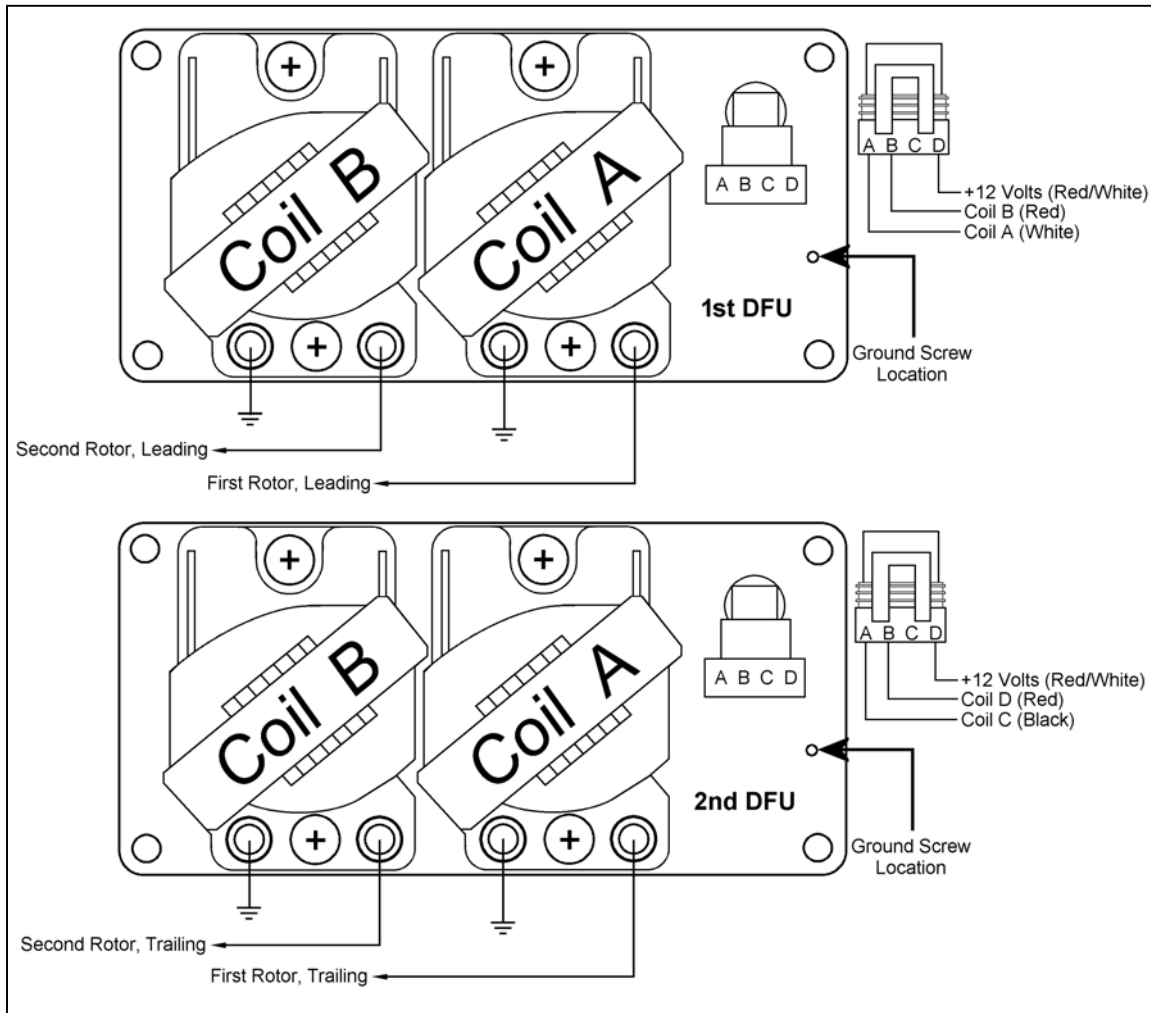 Coil B
Coil A
A B C D
A B C D
+12 Volts (Red/White)
Coil B (Red)
Coil A (White)
1st DFU
Ground Screw
Location
Second Rotor, Leading
First Rotor, Leading
Coil B
Coil A
A B C D
A B C D
+12 Volts (Red/White)
Coil D (Red)
Coil C (Black)
2nd DFU
Ground Screw
Location
Second Rotor, Trailing
First Rotor, Trailing